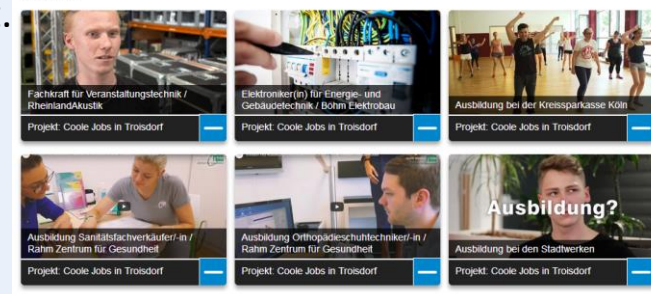 Fachkraft für Veranstaltungstechnik /
RheinlandAkustik
Projekt: Coole Jobs in Troisdorf
Elektroniker(in) für Energie- und
Gebäudetechnik / Böhm Elektrobau
Projekt: Coole Jobs in Troisdorf
Ausbildung bei der Kreissparkasse Köln
Projekt: Coole Jobs in Troisdorf
Ausbildung Sanitätsfachverkäufer/-in /
Rahm Zentrum für Gesundheit
Projekt: Coole Jobs in Troisdorf
Ausbildung Orthopädieschuhtechniker/-in /
Rahm Zentrum für Gesundheit
Projekt: Coole Jobs in Troisdorf
Ausbildung?
Ausbildung bei den Stadtwerken
Projekt: Coole Jobs in Troisdorf